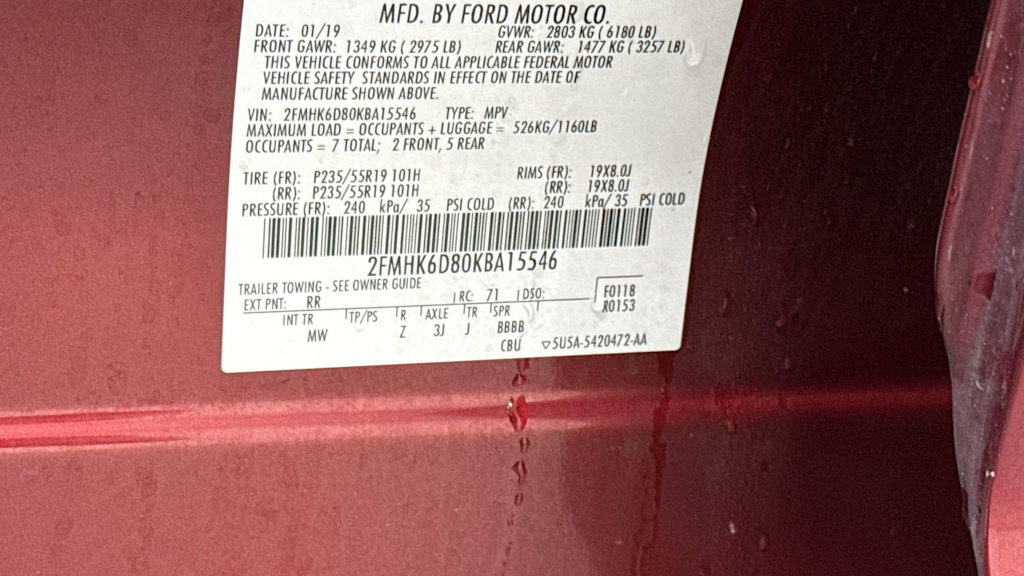 MFD. BY FORD MOTOR CO.
DATE: 01/19 GVWR: 2803 KG ( 6180 LB)
FRONT GAWR: 1349 KG ( 2975 LB) REAR GAWR: 1477 KG ( 3257 LB)
THIS VEHICLE CONFORMS TO ALL APPLICABLE FEDERAL MOTOR
VEHICLE SAFETY STANDARDS IN EFFECT ON THE DATE OF
MANUFACTURE SHOWN ABOVE.
VIN: 2FMHK6D80KBA15546 TYPE: MPV
MAXIMUM LOAD = OCCUPANTS + LUGGAGE = 526KG/1160LB
OCCUPANTS = 7 TOTAL; 2 FRONT, 5 REAR
TIRE (FR): P235/55R19 101H RIMS (FR): 19X8.0J
(RR): P235/55R19 101H (RR): 19X8.0J
PRESSURE (FR): 240 kPa/ 35 PSI COLD (RR): 240 kPa/ 35 PSI COLD
2FMHK6D80KBA15546
TRAILER TOWING - SEE OWNER GUIDE
EXT PNT: RR RC: 71 DSO: F0118
R0153
INT TR TP/PS R AXLE TR SPR
MW Z 3J J BBBB
CBU 5U5A-5420472-AA